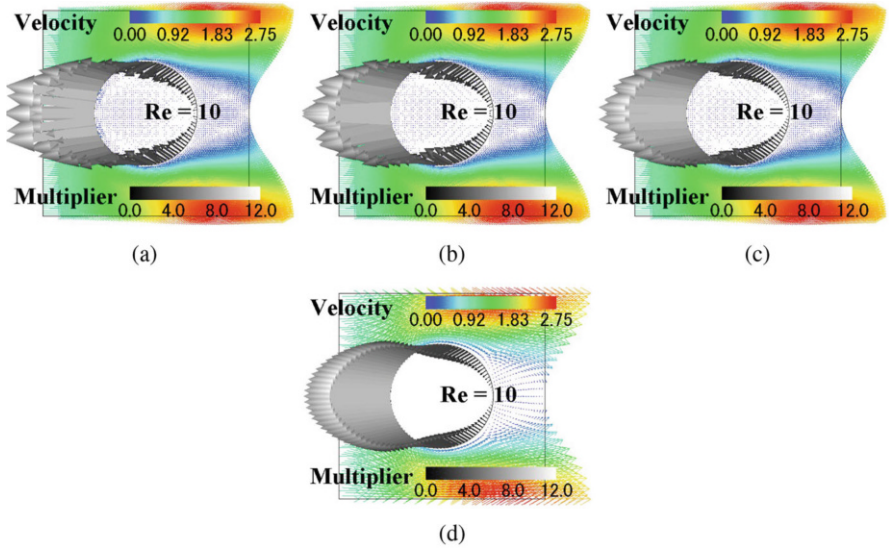 Velocity
0.00 0.92 1.83 2.75
Re = 10
Multiplier
0.0 4.0 8.0 12.0
(a)
Velocity
0.00 0.92 1.83 2.75
Re = 10
Multiplier
0.0 4.0 8.0 12.0
(b)
Velocity
0.00 0.92 1.83 2.75
Re = 10
Multiplier
0.0 4.0 8.0 12.0
(c)
Velocity
0.00 0.92 1.83 2.75
Re = 10
Multiplier
0.0 4.0 8.0 12.0
(d)